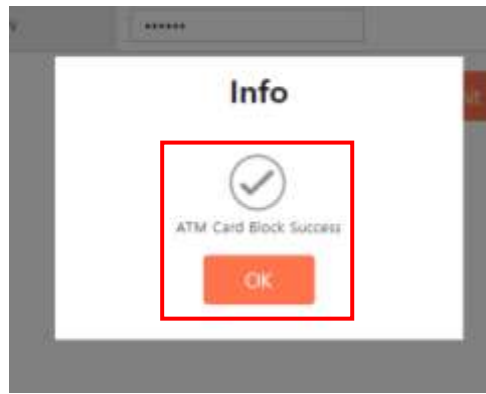 ••••••
Info
ATM Card Block Success
OK